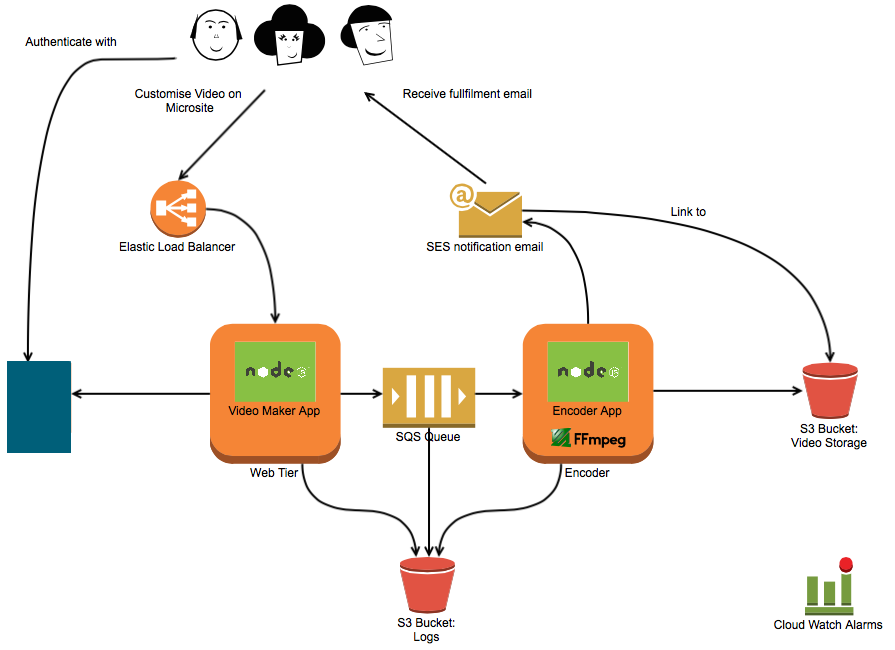 Authenticate with
Customise Video on
Microsite
Receive fullfilment email
@
Elastic Load Balancer
SES notification email
Link to
node
JS
Video Maker App
Web Tier
SQS Queue
node
JS
Encoder App
FFmpeg
Encoder
S3 Bucket:
Video Storage
S3 Bucket:
Logs
Cloud Watch Alarms